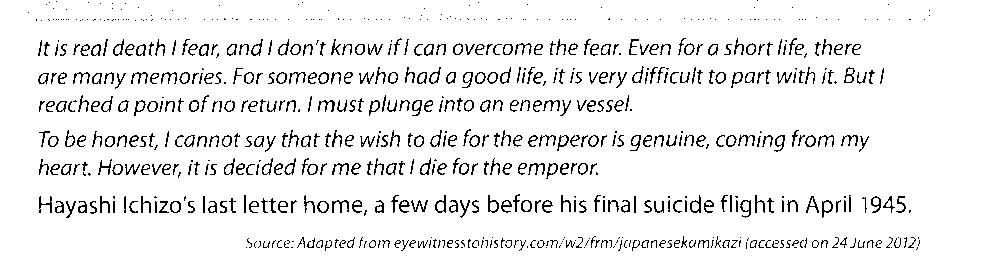 It is real death I fear, and I don't know if I can overcome the fear. Even for a short life, there
are many memories. For someone who had a good life, it is very difficult to part with it. But I
reached a point of no return. I must plunge into an enemy vessel.
To be honest, I cannot say that the wish to die for the emperor is genuine, coming from my
heart. However, it is decided for me that I die for the emperor.
Hayashi Ichizo's last letter home, a few days before his final suicide flight in April 1945.
Source: Adapted from eyewitnesstohistory.com/w2/frm/japanesekamikazi (accessed on 24 June 2012)